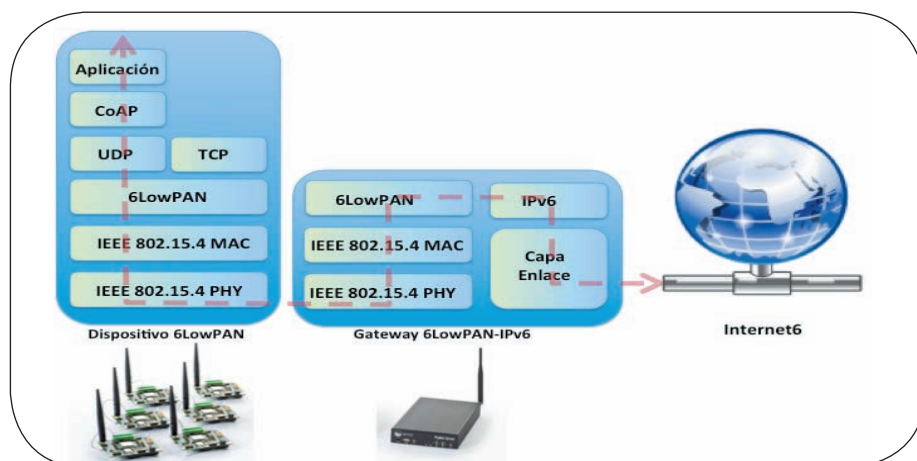 Aplicación
CoAP
UDP
TCP
6LowPAN
IEEE 802.15.4 MAC
IEEE 802.15.4 PHY
Dispositivo 6LowPAN
6LowPAN
IPv6
IEEE 802.15.4 MAC
Capa
Enlace
IEEE 802.15.4 PHY
Gateway 6LowPAN-IPv6
Internet6